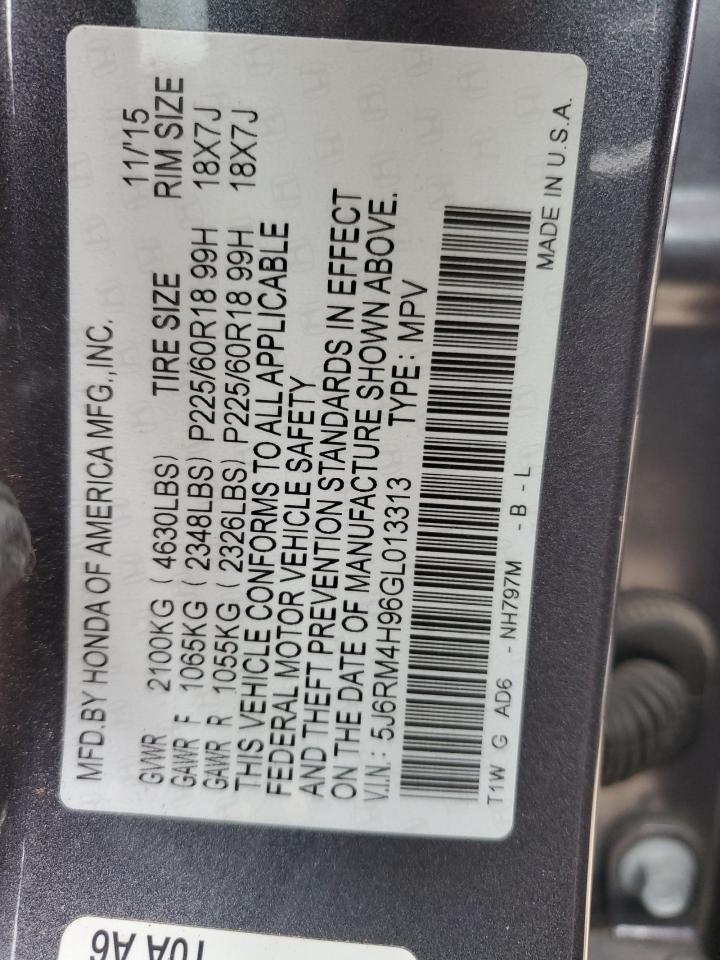 MFD.BY HONDA OF AMERICA MFG.,INC. 11/'15
GVWR 2100KG ( 4630LBS) TIRE SIZE RIM SIZE
GAWR F 1065KG ( 2348LBS) P225/60R18 99H 18X7J
GAWR R 1055KG ( 2326LBS) P225/60R18 99H 18X7J
THIS VEHICLE CONFORMS TO ALL APPLICABLE
FEDERAL MOTOR VEHICLE SAFETY
AND THEFT PREVENTION STANDARDS IN EFFECT
ON THE DATE OF MANUFACTURE SHOWN ABOVE.
V.I.N.: 5J6RM4H96GL013313 TYPE: MPV
T1W G AD6 -NH797M -B-L MADE IN U.S.A.